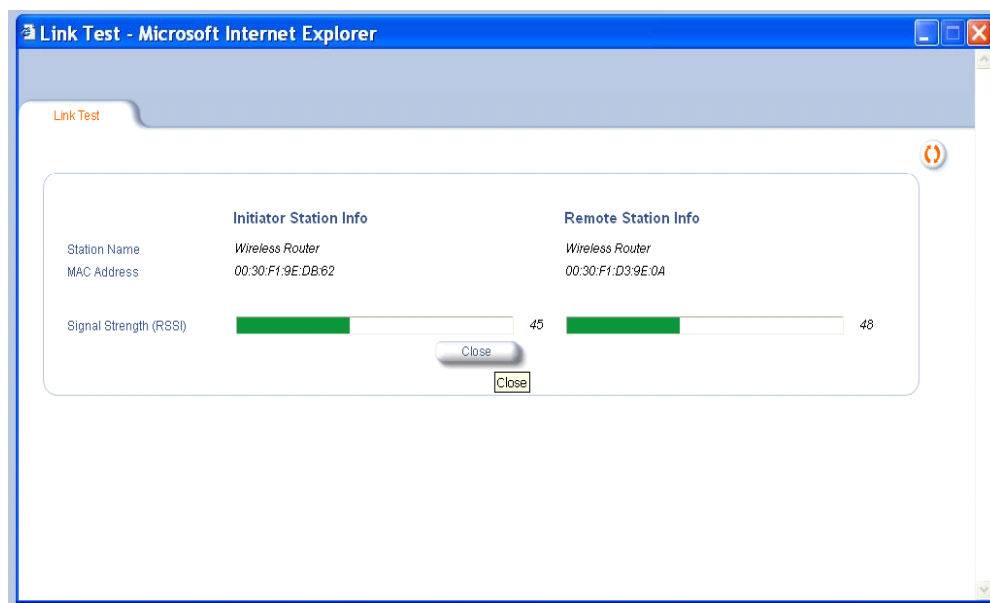 Link Test - Microsoft Internet Explorer
Link Test
Initiator Station Info Remote Station Info
Station Name Wireless Router Wireless Router
MAC Address 00:30:F1:9E:DB:62 00:30:F1:D3:9E:0A
Signal Strength (RSSI) 45 48
Close
Close